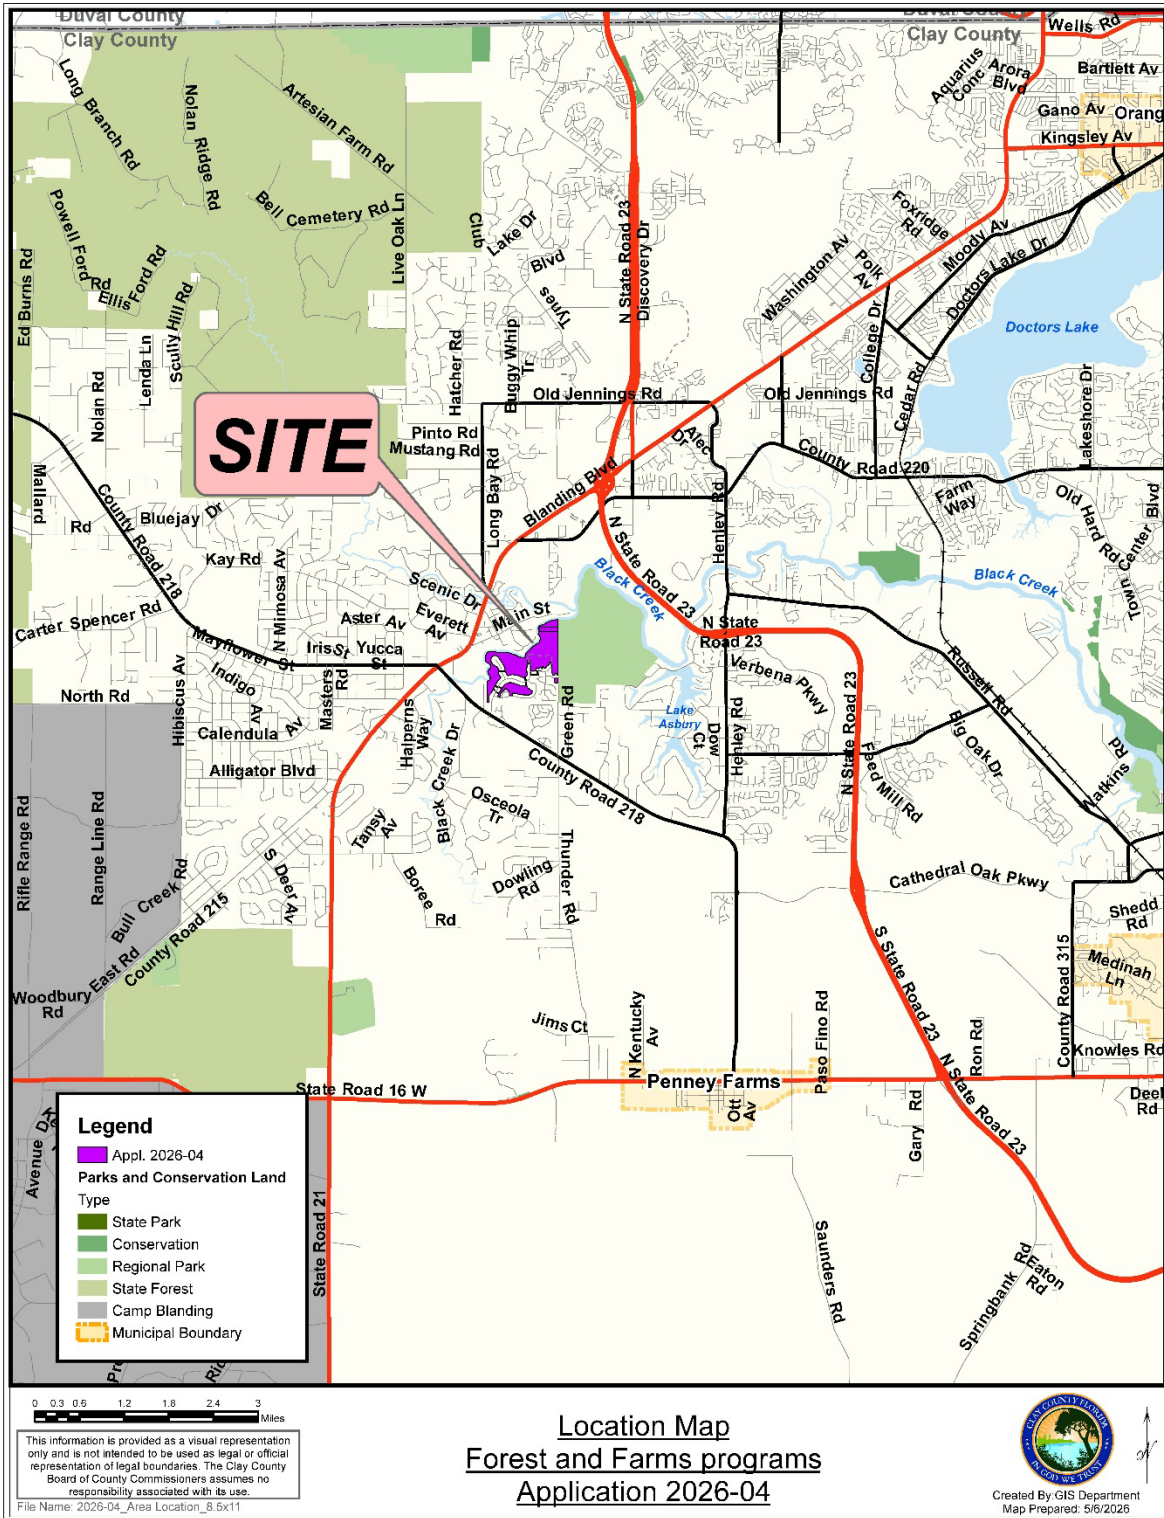 Duval County
Clay County
Duval County
Clay County
Wells Rd
Long Branch Rd
Nolan Ridge Rd
Artesian Farm Rd
Aquarius Conc
Arora Blvd
Bartlett Av
Gano Av
Orang
Kingsley Av
Powell Ford Rd
Bell Cemetery Rd
Live Oak Ln
Club
Lake Dr
Blvd
Tynes
N State Road 23
Discovery Dr
Foxridge Rd
Moody Av
Doctors Lake Dr
Washington Av
Polk Av
Ed Burns Rd
Ellis Ford Rd
Scully Hill Rd
Lenda Ln
Nolan Rd
Hatcher Rd
Buggy Whip Tr
College Dr
Cedar Rd
Doctors Lake
Lakeshore Dr
Old Jennings Rd
Old Jennings Rd
SITE
Pinto Rd
Mustang Rd
Long Bay Rd
Alec Dr
Blanding Blvd
County Road 220
Henley Rd
Farm Way
Old Hard Rd
Town Center Blvd
Mallard
Rd
County Road 218
Bluejay Dr
Kay Rd
N Mimosa Av
N State Road 23
Black Creek
Black Creek
Scenic Dr
Main St
Everett Av
Aster Av
Carter Spencer Rd
Mayflower St
Iris St
Yucca St
N State Road 23
Verbena Pkwy
Russell Rd
Hibiscus Av
Indigo Av
Masters Rd
North Rd
Calendula Av
Alligator Blvd
Halperns Way
Black Creek Dr
Green Rd
Lake Asbury
Dow Ct
Henley Rd
N State Road 23
Big Oak Dr
Feed Mill Rd
Watkins Rd
County Road 218
Osceola Tr
Tansy Av
Rifle Range Rd
Range Line Rd
Bull Creek Rd
S Deer Av
Boree Rd
Dowling Rd
Thunder Rd
Cathedral Oak Pkwy
Shedd Rd
County Road 215
East Rd
Woodbury Rd
S State Road 23
County Road 315
Medinah Ln
Jims Ct
N Kentucky Av
Paso Fino Rd
Ron Rd
Knowles Rd
State Road 16 W
Penney Farms
Ott Av
Gary Rd
N State Road 23
Deel Rd
Avenue D
State Road 21
Saunders Rd
Springbank Rd
Eaton Rd
Legend
Appl. 2026-04
Parks and Conservation Land
Type
State Park
Conservation
Regional Park
State Forest
Camp Blanding
Municipal Boundary
0 0.3 0.6 1.2 1.8 2.4 3
Miles
This information is provided as a visual representation
only and is not intended to be used as legal or official
representation of legal boundaries. The Clay County
Board of County Commissioners assumes no
responsibility associated with its use.
File Name: 2026-04_Area Location_8.5x11
Location Map
Forest and Farms programs
Application 2026-04
CLAY COUNTY FLORIDA
IN GOD WE TRUST
N
Created By:GIS Department
Map Prepared: 5/6/2026